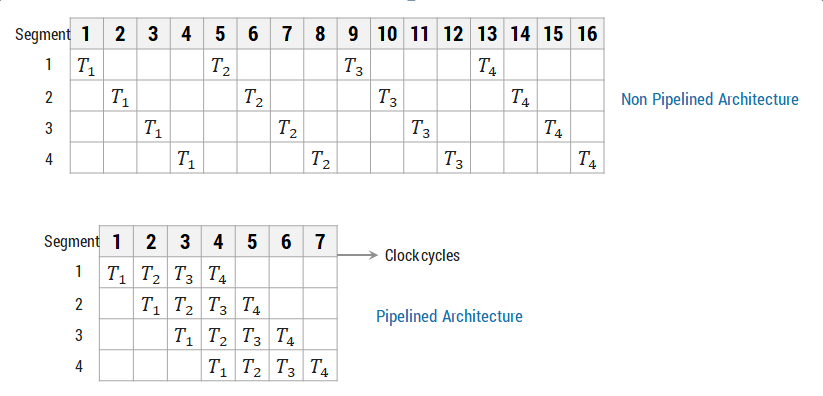 Segment 1 2 3 4 5 6 7 8 9 10 11 12 13 14 15 16
1 T₁ T₂ T₃ T₄
2 T₁ T₂ T₃ T₄
Non Pipelined Architecture
3 T₁ T₂ T₃ T₄
4 T₁ T₂ T₃ T₄
Segment 1 2 3 4 5 6 7
Clock cycles
1 T₁ T₂ T₃ T₄
2 T₁ T₂ T₃ T₄
Pipelined Architecture
3 T₁ T₂ T₃ T₄
4 T₁ T₂ T₃ T₄